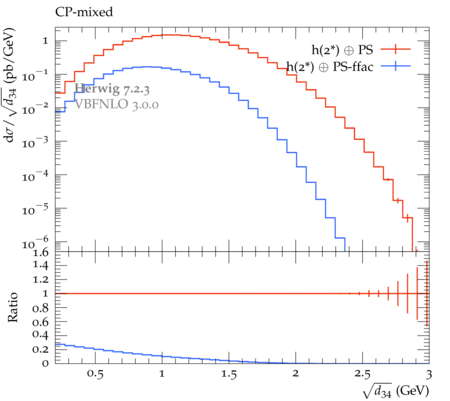 CP-mixed
dσ/√d₃₄ (pb/GeV)
1
10⁻¹
10⁻²
10⁻³
10⁻⁴
10⁻⁵
10⁻⁶
h(2*) ⊕ PS
h(2*) ⊕ PS-ffac
Herwig 7.2.3
VBFNLO 3.0.0
Ratio
1.6
1.4
1.2
1
0.8
0.6
0.4
0.2
0
0.5 1 1.5 2 2.5 3
√d₃₄ (GeV)